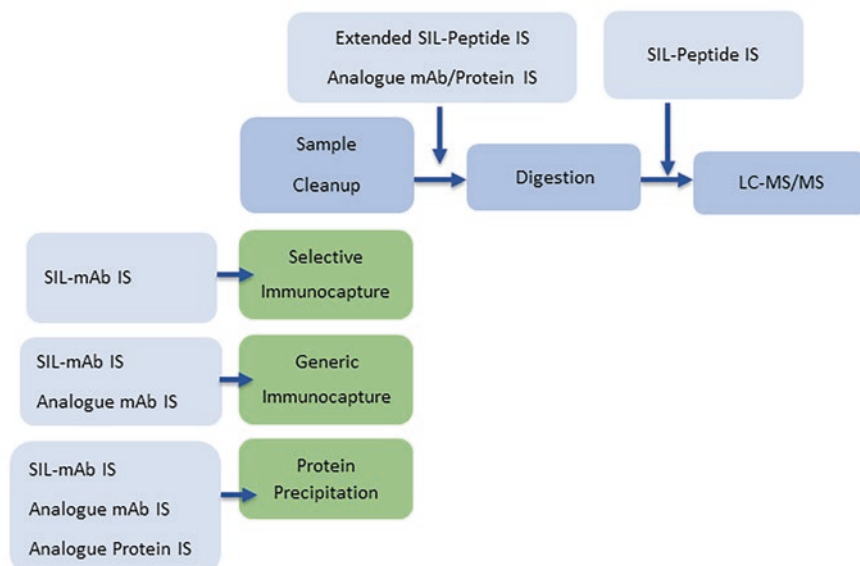 Extended SIL-Peptide IS
Analogue mAb/Protein IS
SIL-Peptide IS
Sample
Cleanup
Digestion
LC-MS/MS
SIL-mAb IS
Selective
Immunocapture
SIL-mAb IS
Analogue mAb IS
Generic
Immunocapture
SIL-mAb IS
Analogue mAb IS
Analogue Protein IS
Protein
Precipitation